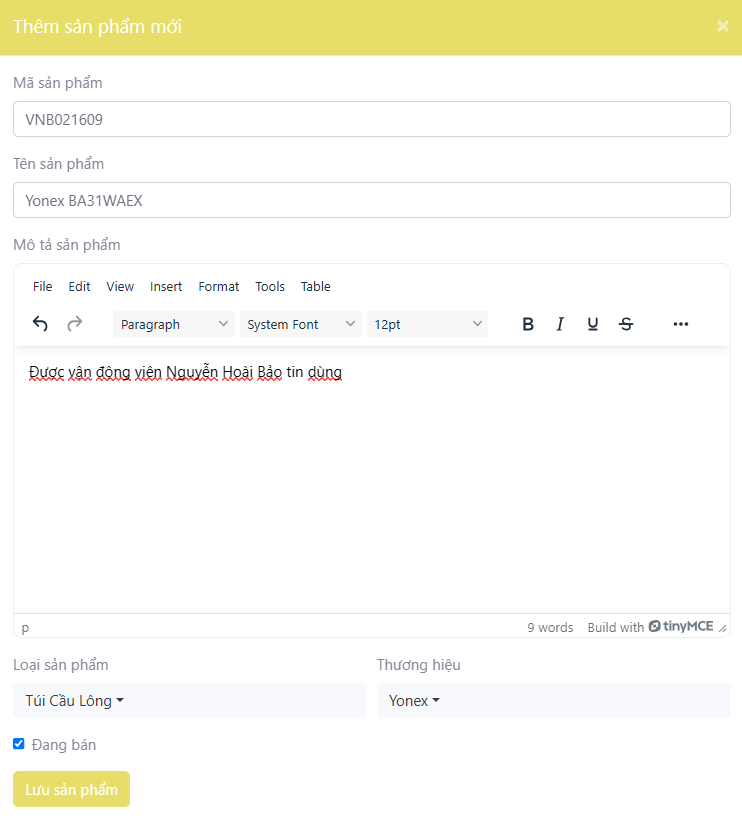 Thêm sản phẩm mới
Mã sản phẩm
VNB021609
Tên sản phẩm
Yonex BA31WAEX
Mô tả sản phẩm
File Edit View Insert Format Tools Table
Paragraph System Font 12pt B I U S
Được vận động viên Nguyễn Hoài Bảo tin dùng
p 9 words Build with tinyMCE
Loại sản phẩm Thương hiệu
Túi Cầu Lông Yonex
Đang bán
Lưu sản phẩm